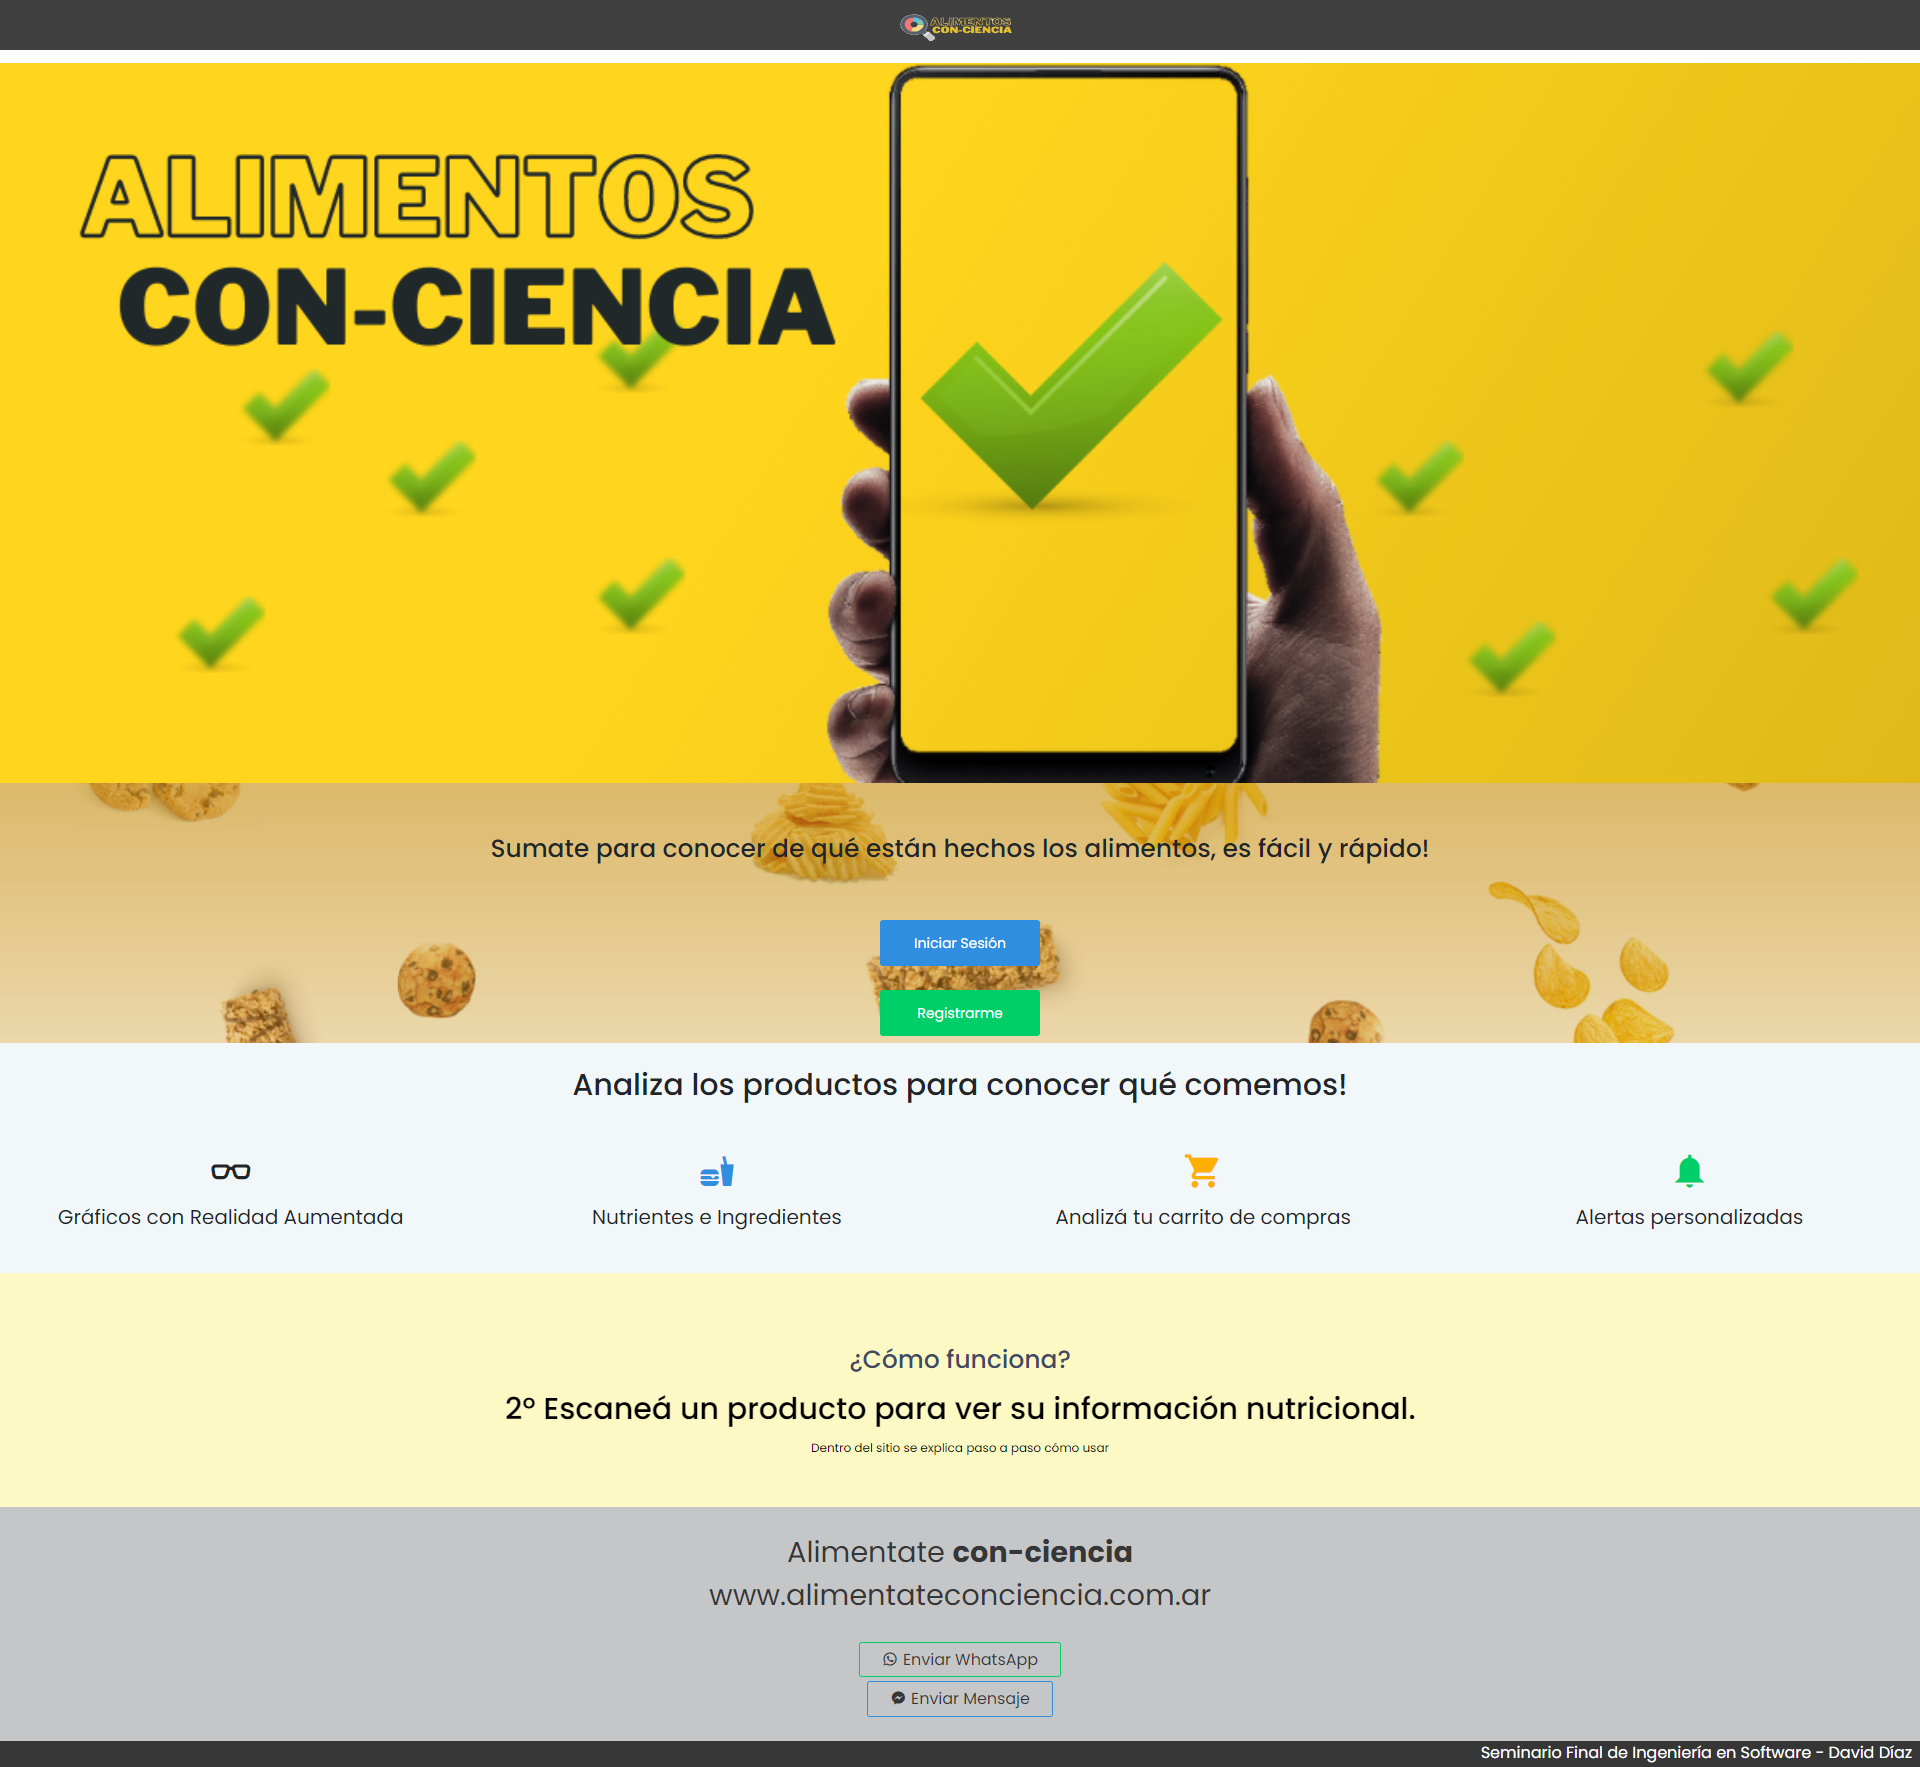 ALIMENTOS
CON-CIENCIA
ALIMENTOS
CON-CIENCIA
Sumate para conocer de qué están hechos los alimentos, es fácil y rápido!
Iniciar Sesión
Registrarme
Analiza los productos para conocer qué comemos!
Gráficos con Realidad Aumentada
Nutrientes e Ingredientes
Analizá tu carrito de compras
Alertas personalizadas
¿Cómo funciona?
2º Escaneá un producto para ver su información nutricional.
Dentro del sitio se explica paso a paso cómo usar
Alimentate con-ciencia
www.alimentateconciencia.com.ar
Enviar WhatsApp
Enviar Mensaje
Seminario Final de Ingeniería en Software - David Díaz